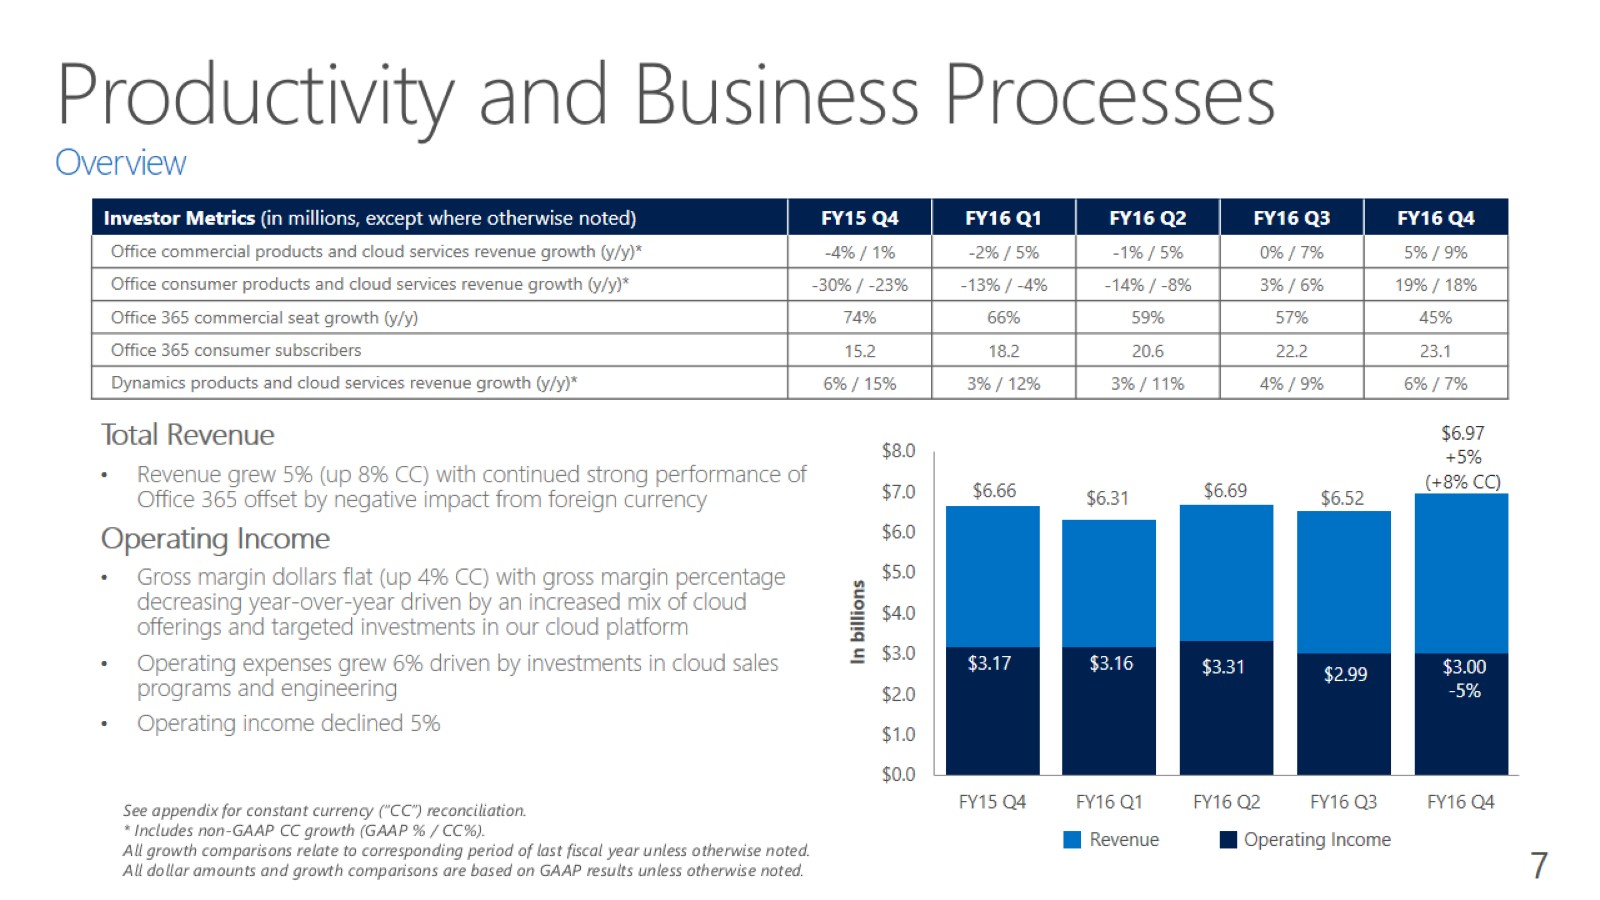 Productivity and Business Processes
Overview
Investor Metrics (in millions, except where otherwise noted) FY15 Q4 FY16 Q1 FY16 Q2 FY16 Q3 FY16 Q4
Office commercial products and cloud services revenue growth (y/y)* -4% / 1% -2% / 5% -1% / 5% 0% / 7% 5% / 9%
Office consumer products and cloud services revenue growth (y/y)* -30% / -23% -13% / -4% -14% / -8% 3% / 6% 19% / 18%
Office 365 commercial seat growth (y/y) 74% 66% 59% 57% 45%
Office 365 consumer subscribers 15.2 18.2 20.6 22.2 23.1
Dynamics products and cloud services revenue growth (y/y)* 6% / 15% 3% / 12% 3% / 11% 4% / 9% 6% / 7%
Total Revenue
• Revenue grew 5% (up 8% CC) with continued strong performance of
Office 365 offset by negative impact from foreign currency
Operating Income
• Gross margin dollars flat (up 4% CC) with gross margin percentage
decreasing year-over-year driven by an increased mix of cloud
offerings and targeted investments in our cloud platform
• Operating expenses grew 6% driven by investments in cloud sales
programs and engineering
• Operating income declined 5%
See appendix for constant currency ("CC") reconciliation.
* Includes non-GAAP CC growth (GAAP % / CC%).
All growth comparisons relate to corresponding period of last fiscal year unless otherwise noted.
All dollar amounts and growth comparisons are based on GAAP results unless otherwise noted.
In billions
$8.0
$7.0
$6.0
$5.0
$4.0
$3.0
$2.0
$1.0
$0.0
$6.66 $6.31 $6.69 $6.52 $6.97
+5%
(+8% CC)
$3.17 $3.16 $3.31 $2.99 $3.00
-5%
FY15 Q4 FY16 Q1 FY16 Q2 FY16 Q3 FY16 Q4
Revenue Operating Income
7